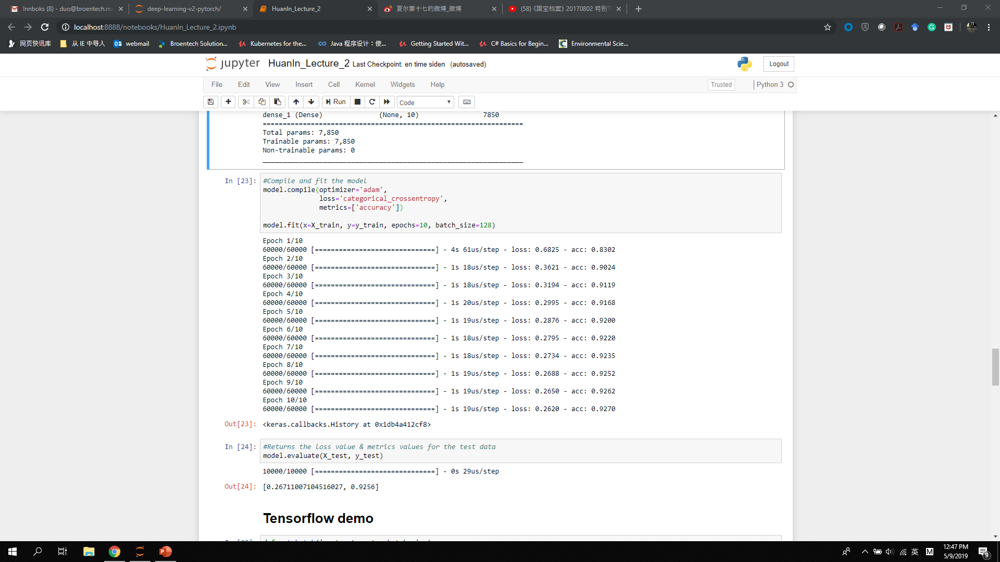 Innboks (8) - duo@broentech.no
deep-learning-v2-pytorch/
HuanIn_Lecture_2
夏尔第十七的微博_微博
(58)《国宝档案》20170802 特别节
localhost:8888/notebooks/HuanIn_Lecture_2.ipynb
网页快讯库
从 IE 中导入
webmail
Broentech Solution...
Kubernetes for the...
Java 程序设计：使...
Getting Started Wit...
C# Basics for Begin...
Environmental Scie...
jupyter HuanIn_Lecture_2 Last Checkpoint: en time siden (autosaved)
Logout
File Edit View Insert Cell Kernel Widgets Help
Trusted
Python 3
Run
Code
dense_1 (Dense) (None, 10) 7850
=================================================================
Total params: 7,850
Trainable params: 7,850
Non-trainable params: 0
_________________________________________________________________
In [23]: #Compile and fit the model
model.compile(optimizer='adam',
loss='categorical_crossentropy',
metrics=['accuracy'])
model.fit(x=X_train, y=y_train, epochs=10, batch_size=128)
Epoch 1/10
60000/60000 [==============================] - 4s 61us/step - loss: 0.6825 - acc: 0.8302
Epoch 2/10
60000/60000 [==============================] - 1s 18us/step - loss: 0.3621 - acc: 0.9024
Epoch 3/10
60000/60000 [==============================] - 1s 18us/step - loss: 0.3194 - acc: 0.9119
Epoch 4/10
60000/60000 [==============================] - 1s 20us/step - loss: 0.2995 - acc: 0.9168
Epoch 5/10
60000/60000 [==============================] - 1s 19us/step - loss: 0.2876 - acc: 0.9200
Epoch 6/10
60000/60000 [==============================] - 1s 18us/step - loss: 0.2795 - acc: 0.9220
Epoch 7/10
60000/60000 [==============================] - 1s 18us/step - loss: 0.2734 - acc: 0.9235
Epoch 8/10
60000/60000 [==============================] - 1s 19us/step - loss: 0.2688 - acc: 0.9252
Epoch 9/10
60000/60000 [==============================] - 1s 19us/step - loss: 0.2650 - acc: 0.9262
Epoch 10/10
60000/60000 [==============================] - 1s 19us/step - loss: 0.2620 - acc: 0.9270
Out[23]: <keras.callbacks.History at 0x1db4a412cf8>
In [24]: #Returns the loss value & metrics values for the test data
model.evaluate(X_test, y_test)
10000/10000 [==============================] - 0s 29us/step
Out[24]: [0.26711007104516027, 0.9256]
Tensorflow demo
英
M
12:47 PM
5/9/2019
9